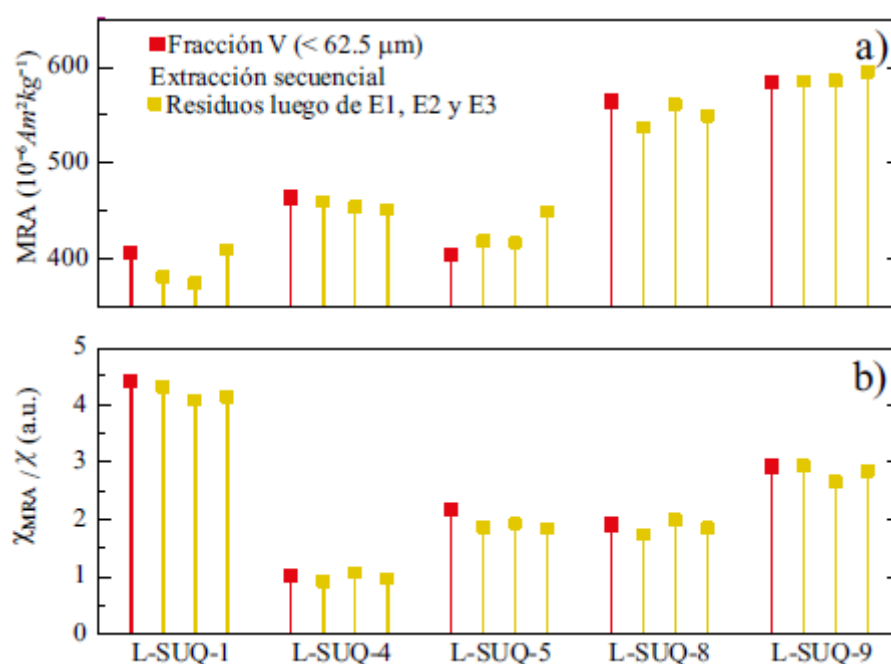 a)
Fracción V (< 62.5 μm)
Extracción secuencial
Residuos luego de E1, E2 y E3
MRA (10⁻⁶Am²kg⁻¹)
600
500
400
b)
χMRA / χ (a.u.)
5
4
3
2
1
0
L-SUQ-1 L-SUQ-4 L-SUQ-5 L-SUQ-8 L-SUQ-9